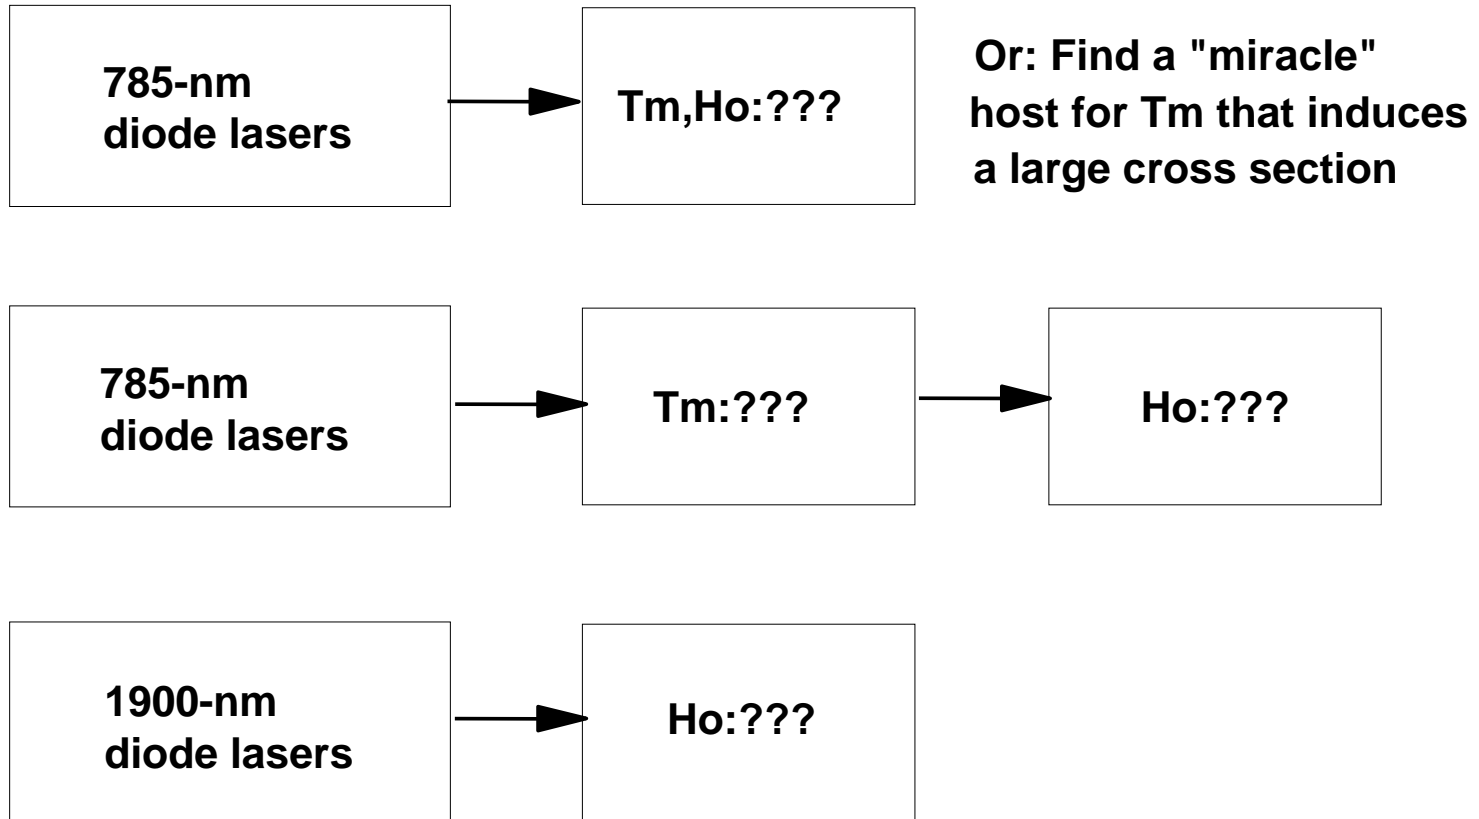 785-nm
diode lasers
Tm,Ho:???
Or: Find a "miracle"
host for Tm that induces
a large cross section
785-nm
diode lasers
Tm:???
Ho:???
1900-nm
diode lasers
Ho:???